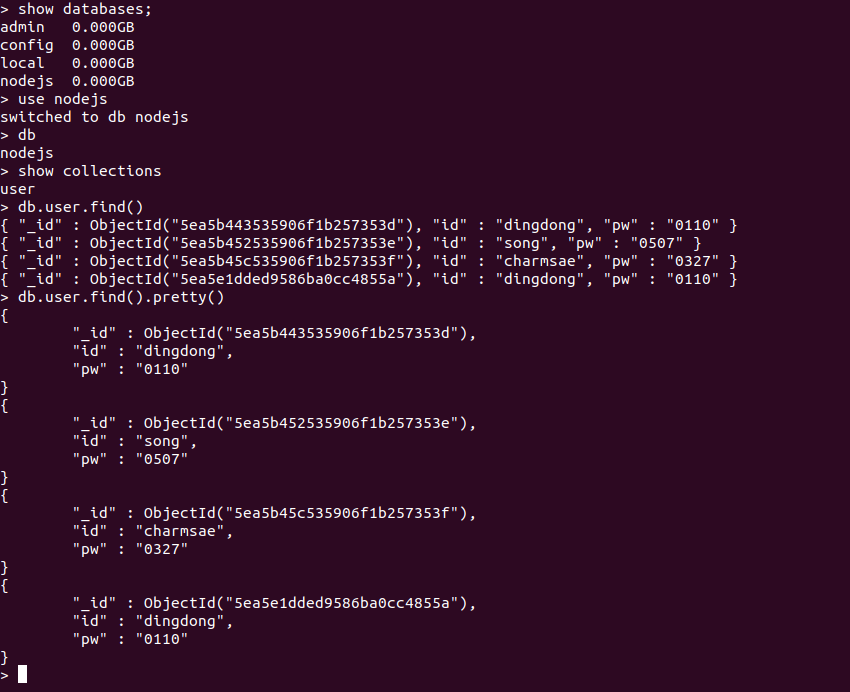 > show databases;
admin   0.000GB
config  0.000GB
local   0.000GB
nodejs  0.000GB
> use nodejs
switched to db nodejs
> db
nodejs
> show collections
user
> db.user.find()
{ "_id" : ObjectId("5ea5b443535906f1b257353d"), "id" : "dingdong", "pw" : "0110" }
{ "_id" : ObjectId("5ea5b452535906f1b257353e"), "id" : "song", "pw" : "0507" }
{ "_id" : ObjectId("5ea5b45c535906f1b257353f"), "id" : "charmsae", "pw" : "0327" }
{ "_id" : ObjectId("5ea5e1dded9586ba0cc4855a"), "id" : "dingdong", "pw" : "0110" }
> db.user.find().pretty()
{
        "_id" : ObjectId("5ea5b443535906f1b257353d"),
        "id" : "dingdong",
        "pw" : "0110"
}
{
        "_id" : ObjectId("5ea5b452535906f1b257353e"),
        "id" : "song",
        "pw" : "0507"
}
{
        "_id" : ObjectId("5ea5b45c535906f1b257353f"),
        "id" : "charmsae",
        "pw" : "0327"
}
{
        "_id" : ObjectId("5ea5e1dded9586ba0cc4855a"),
        "id" : "dingdong",
        "pw" : "0110"
}
>